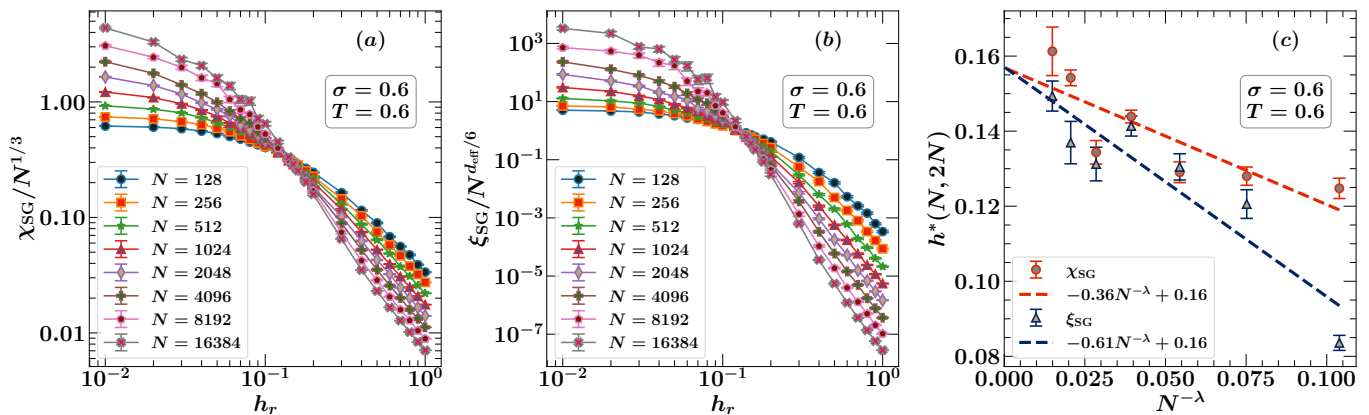 (a)
σ = 0.6
T = 0.6
χSG/N^{1/3}
1.00
0.10
0.01
N = 128
N = 256
N = 512
N = 1024
N = 2048
N = 4096
N = 8192
N = 16384
10^{−2} 10^{−1} 10^{0}
h_r
(b)
σ = 0.6
T = 0.6
ξSG/N^{d_eff/6}
10^{3}
10^{1}
10^{−1}
10^{−3}
10^{−5}
10^{−7}
N = 128
N = 256
N = 512
N = 1024
N = 2048
N = 4096
N = 8192
N = 16384
10^{−2} 10^{−1} 10^{0}
h_r
(c)
σ = 0.6
T = 0.6
h*(N, 2N)
0.16
0.14
0.12
0.10
0.08
χSG
−0.36N^{−λ} + 0.16
ξSG
−0.61N^{−λ} + 0.16
0.000 0.025 0.050 0.075 0.100
N^{−λ}